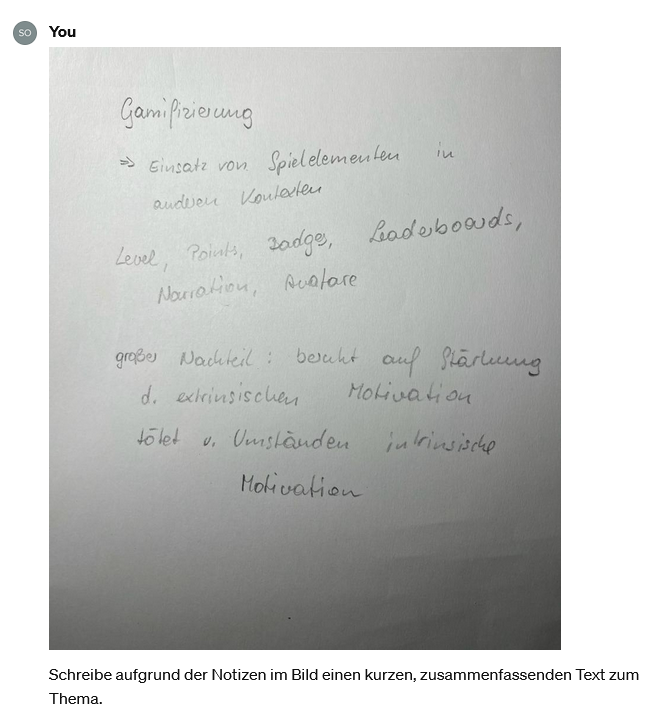 SO You
Gamifizierung
⇒ Einsatz von Spielelementen in
anderen Kontexten
Level, Points, Badges, Leaderboards,
Narration, Avatare
großer Nachteil: beruht auf Stärkung
d. extrinsischen Motivation
tötet u. Umständen intrinsische
Motivation
Schreibe aufgrund der Notizen im Bild einen kurzen, zusammenfassenden Text zum
Thema.